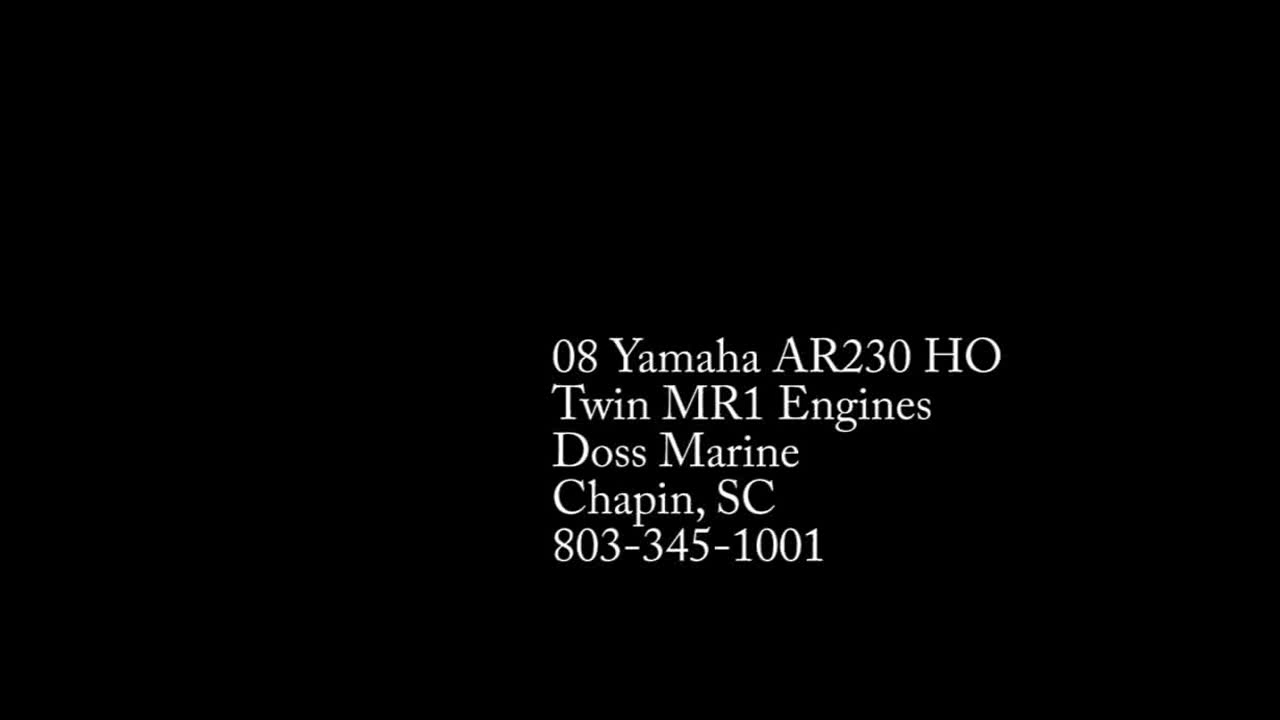 08 Yamaha AR230 HO
Twin MR1 Engines
Doss Marine
Chapin, SC
803-345-1001